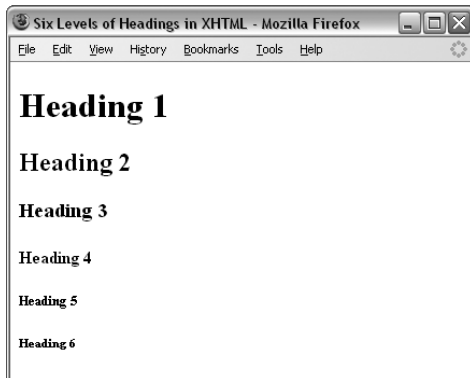 Six Levels of Headings in XHTML - Mozilla Firefox
File Edit View History Bookmarks Tools Help
Heading 1
Heading 2
Heading 3
Heading 4
Heading 5
Heading 6